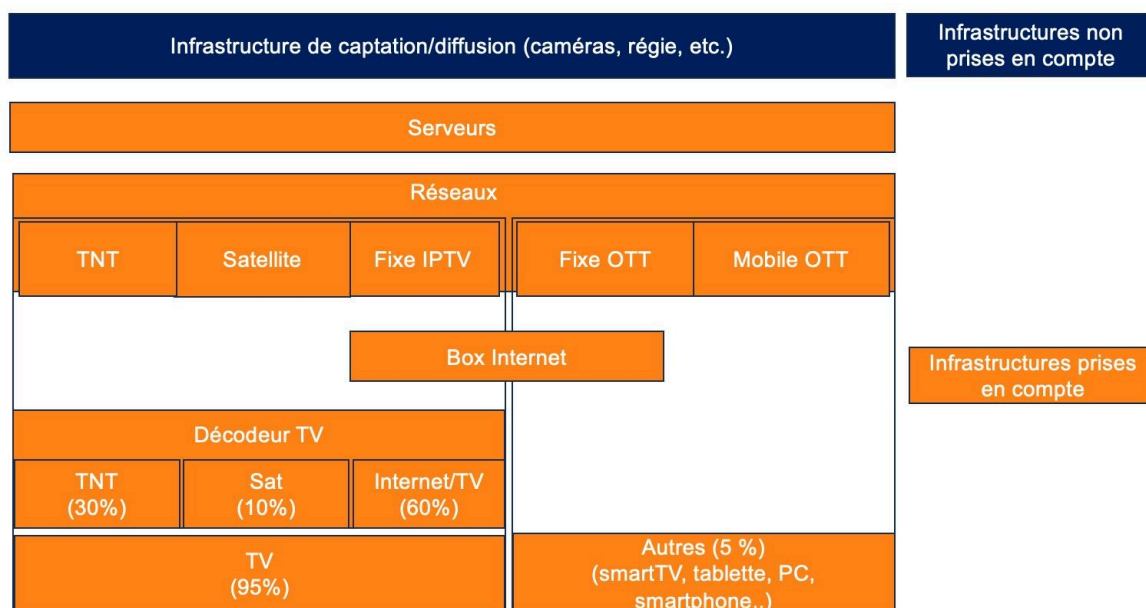 Infrastructure de captation/diffusion (caméras, régie, etc.)
Infrastructures non
prises en compte
Serveurs
Réseaux
TNT
Satellite
Fixe IPTV
Fixe OTT
Mobile OTT
Box Internet
Infrastructures prises
en compte
Décodeur TV
TNT
(30%)
Sat
(10%)
Internet/TV
(60%)
TV
(95%)
Autres (5 %)
(smartTV, tablette, PC,
smartphone..)